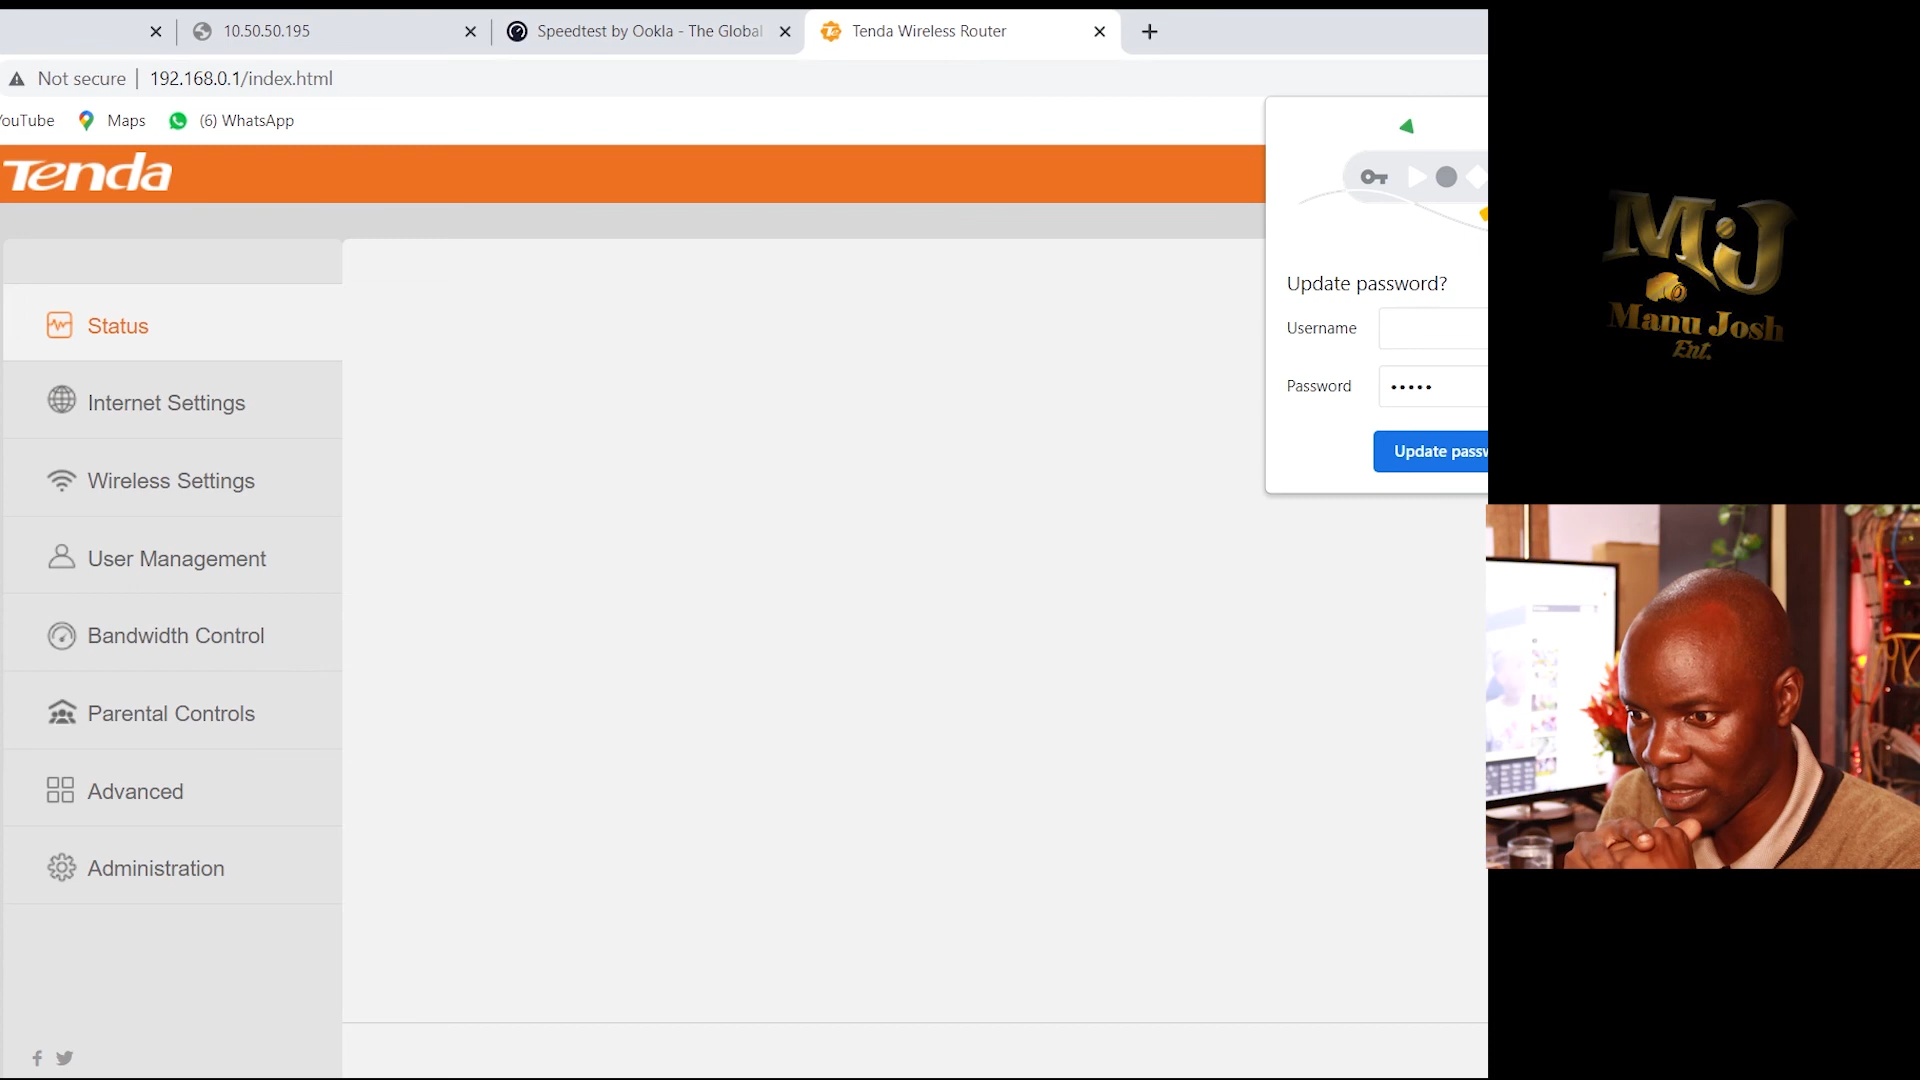 10.50.50.195
Speedtest by Ookla - The Global
Tenda Wireless Router
Not secure
192.168.0.1/index.html
YouTube
Maps
(6) WhatsApp
Tenda
Update password?
Username
Password
•••••
Update passw
Status
Internet Settings
Wireless Settings
User Management
Bandwidth Control
Parental Controls
Advanced
Administration
MJ
Manu Josh
Ent.